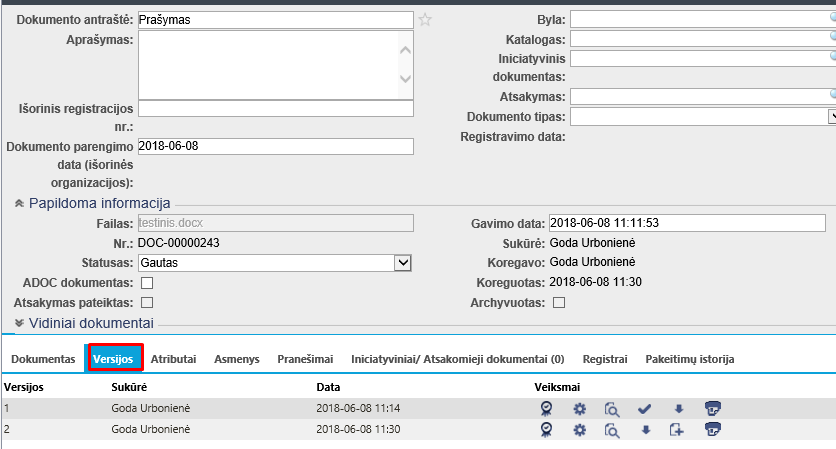 Dokumento antraštė: Prašymas
Aprašymas:
Išorinis registracijos
nr.:
Dokumento parengimo 2018-06-08
data (išorinės
organizacijos):
Byla:
Katalogas:
Iniciatyvinis
dokumentas:
Atsakymas:
Dokumento tipas:
Registravimo data:
Papildoma informacija
Failas: testinis.docx
Nr.: DOC-00000243
Statusas: Gautas
ADOC dokumentas:
Atsakymas pateiktas:
Gavimo data: 2018-06-08 11:11:53
Sukūrė: Goda Urbonienė
Koregavo: Goda Urbonienė
Koreguotas: 2018-06-08 11:30
Archyvuotas:
Vidiniai dokumentai
Dokumentas Versijos Atributai Asmenys Pranešimai Iniciatyviniai/ Atsakomieji dokumentai (0) Registrai Pakeitimų istorija
Versijos Sukūrė Data Veiksmai
1 Goda Urbonienė 2018-06-08 11:14
2 Goda Urbonienė 2018-06-08 11:30